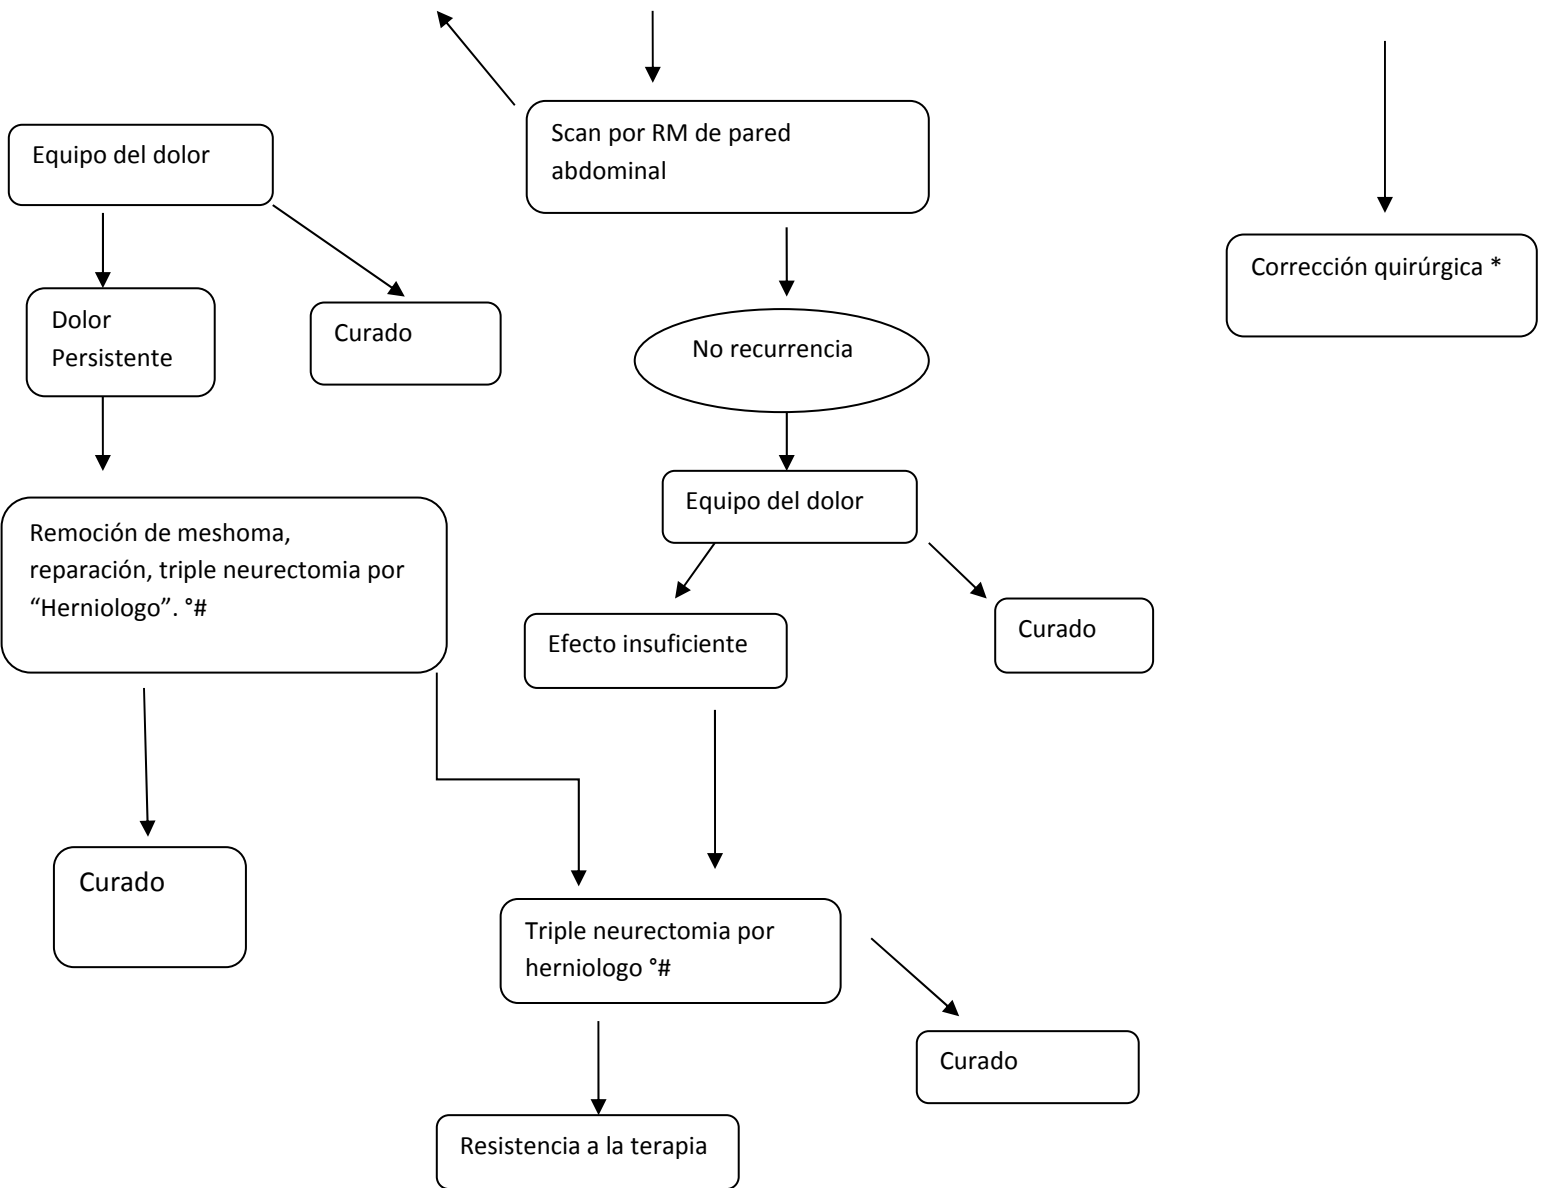 Scan por RM de pared
abdominal
Equipo del dolor
Corrección quirúrgica *
Dolor
Persistente
Curado
No recurrencia
Equipo del dolor
Remoción de meshoma,
reparación, triple neurectomia por
“Herniologo”. °#
Efecto insuficiente
Curado
Curado
Triple neurectomia por
herniologo °#
Curado
Resistencia a la terapia